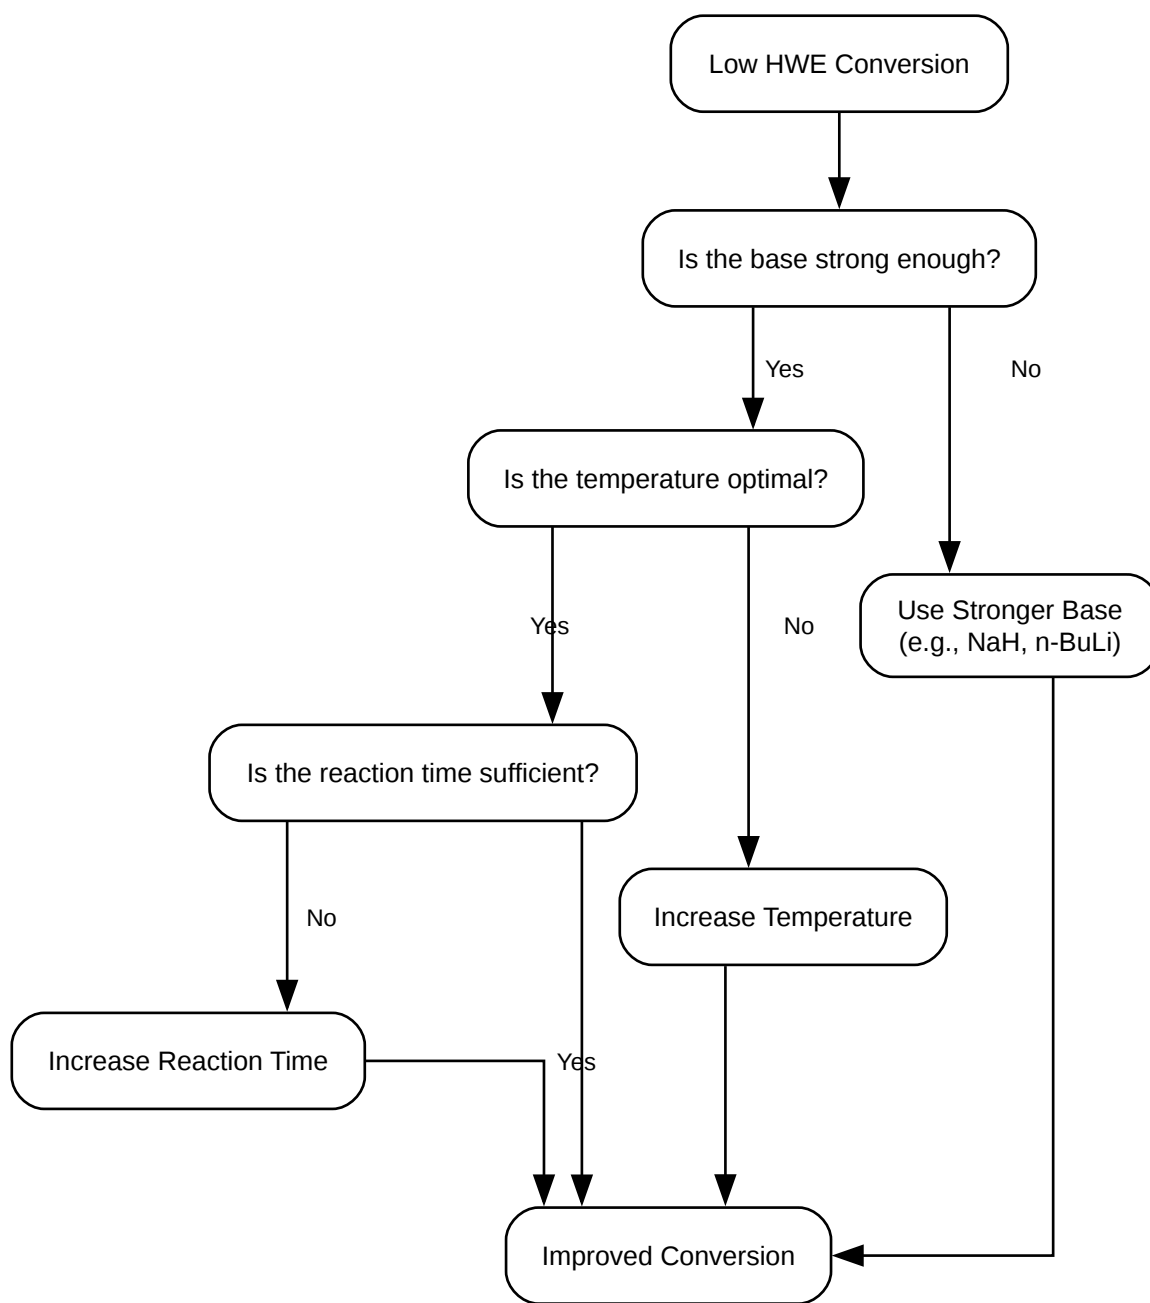 Low HWE Conversion
Is the base strong enough?
Yes
No
Is the temperature optimal?
Use Stronger Base
(e.g., NaH, n-BuLi)
Yes
No
Is the reaction time sufficient?
No
Increase Temperature
Increase Reaction Time
Yes
Improved Conversion